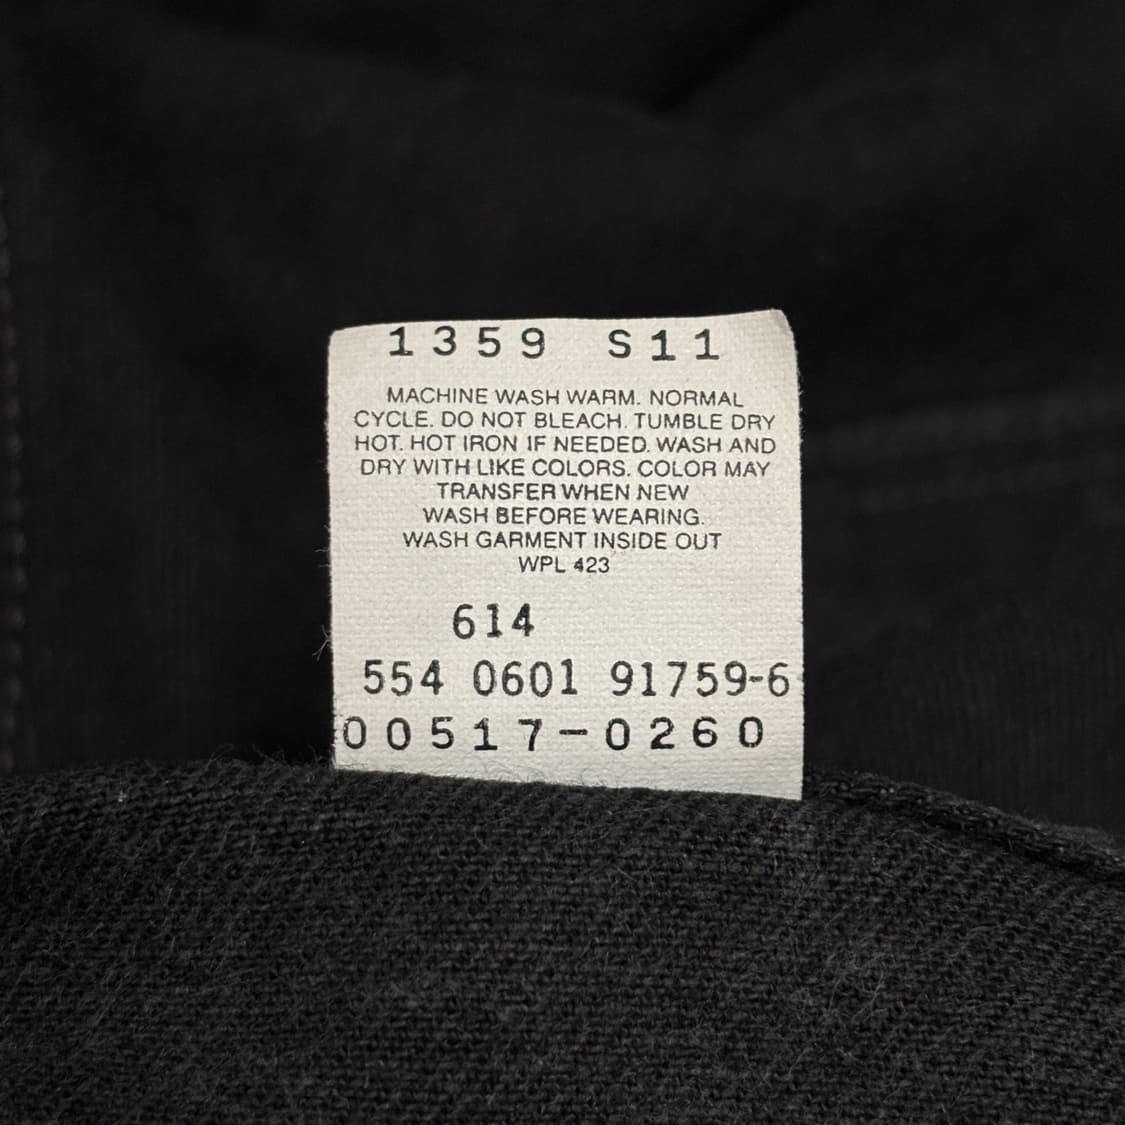 1359 S11
MACHINE WASH WARM. NORMAL
CYCLE. DO NOT BLEACH. TUMBLE DRY
HOT. HOT IRON IF NEEDED. WASH AND
DRY WITH LIKE COLORS. COLOR MAY
TRANSFER WHEN NEW
WASH BEFORE WEARING.
WASH GARMENT INSIDE OUT
WPL 423
614
554 0601 91759-6
00517-0260